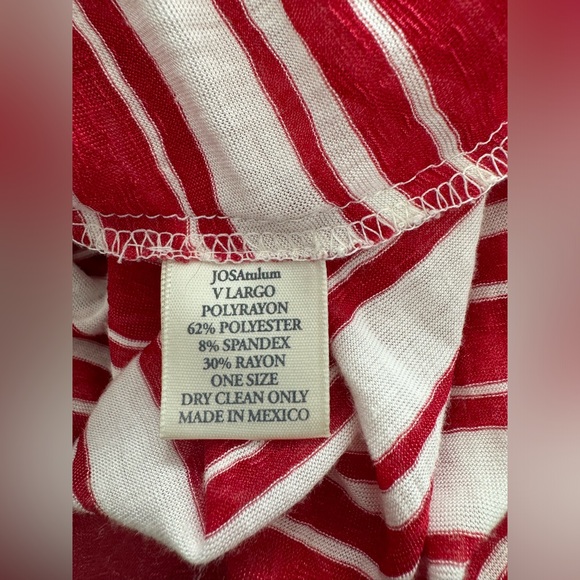 JOSAtulum
V LARGO
POLYRAYON
62% POLYESTER
8% SPANDEX
30% RAYON
ONE SIZE
DRY CLEAN ONLY
MADE IN MEXICO